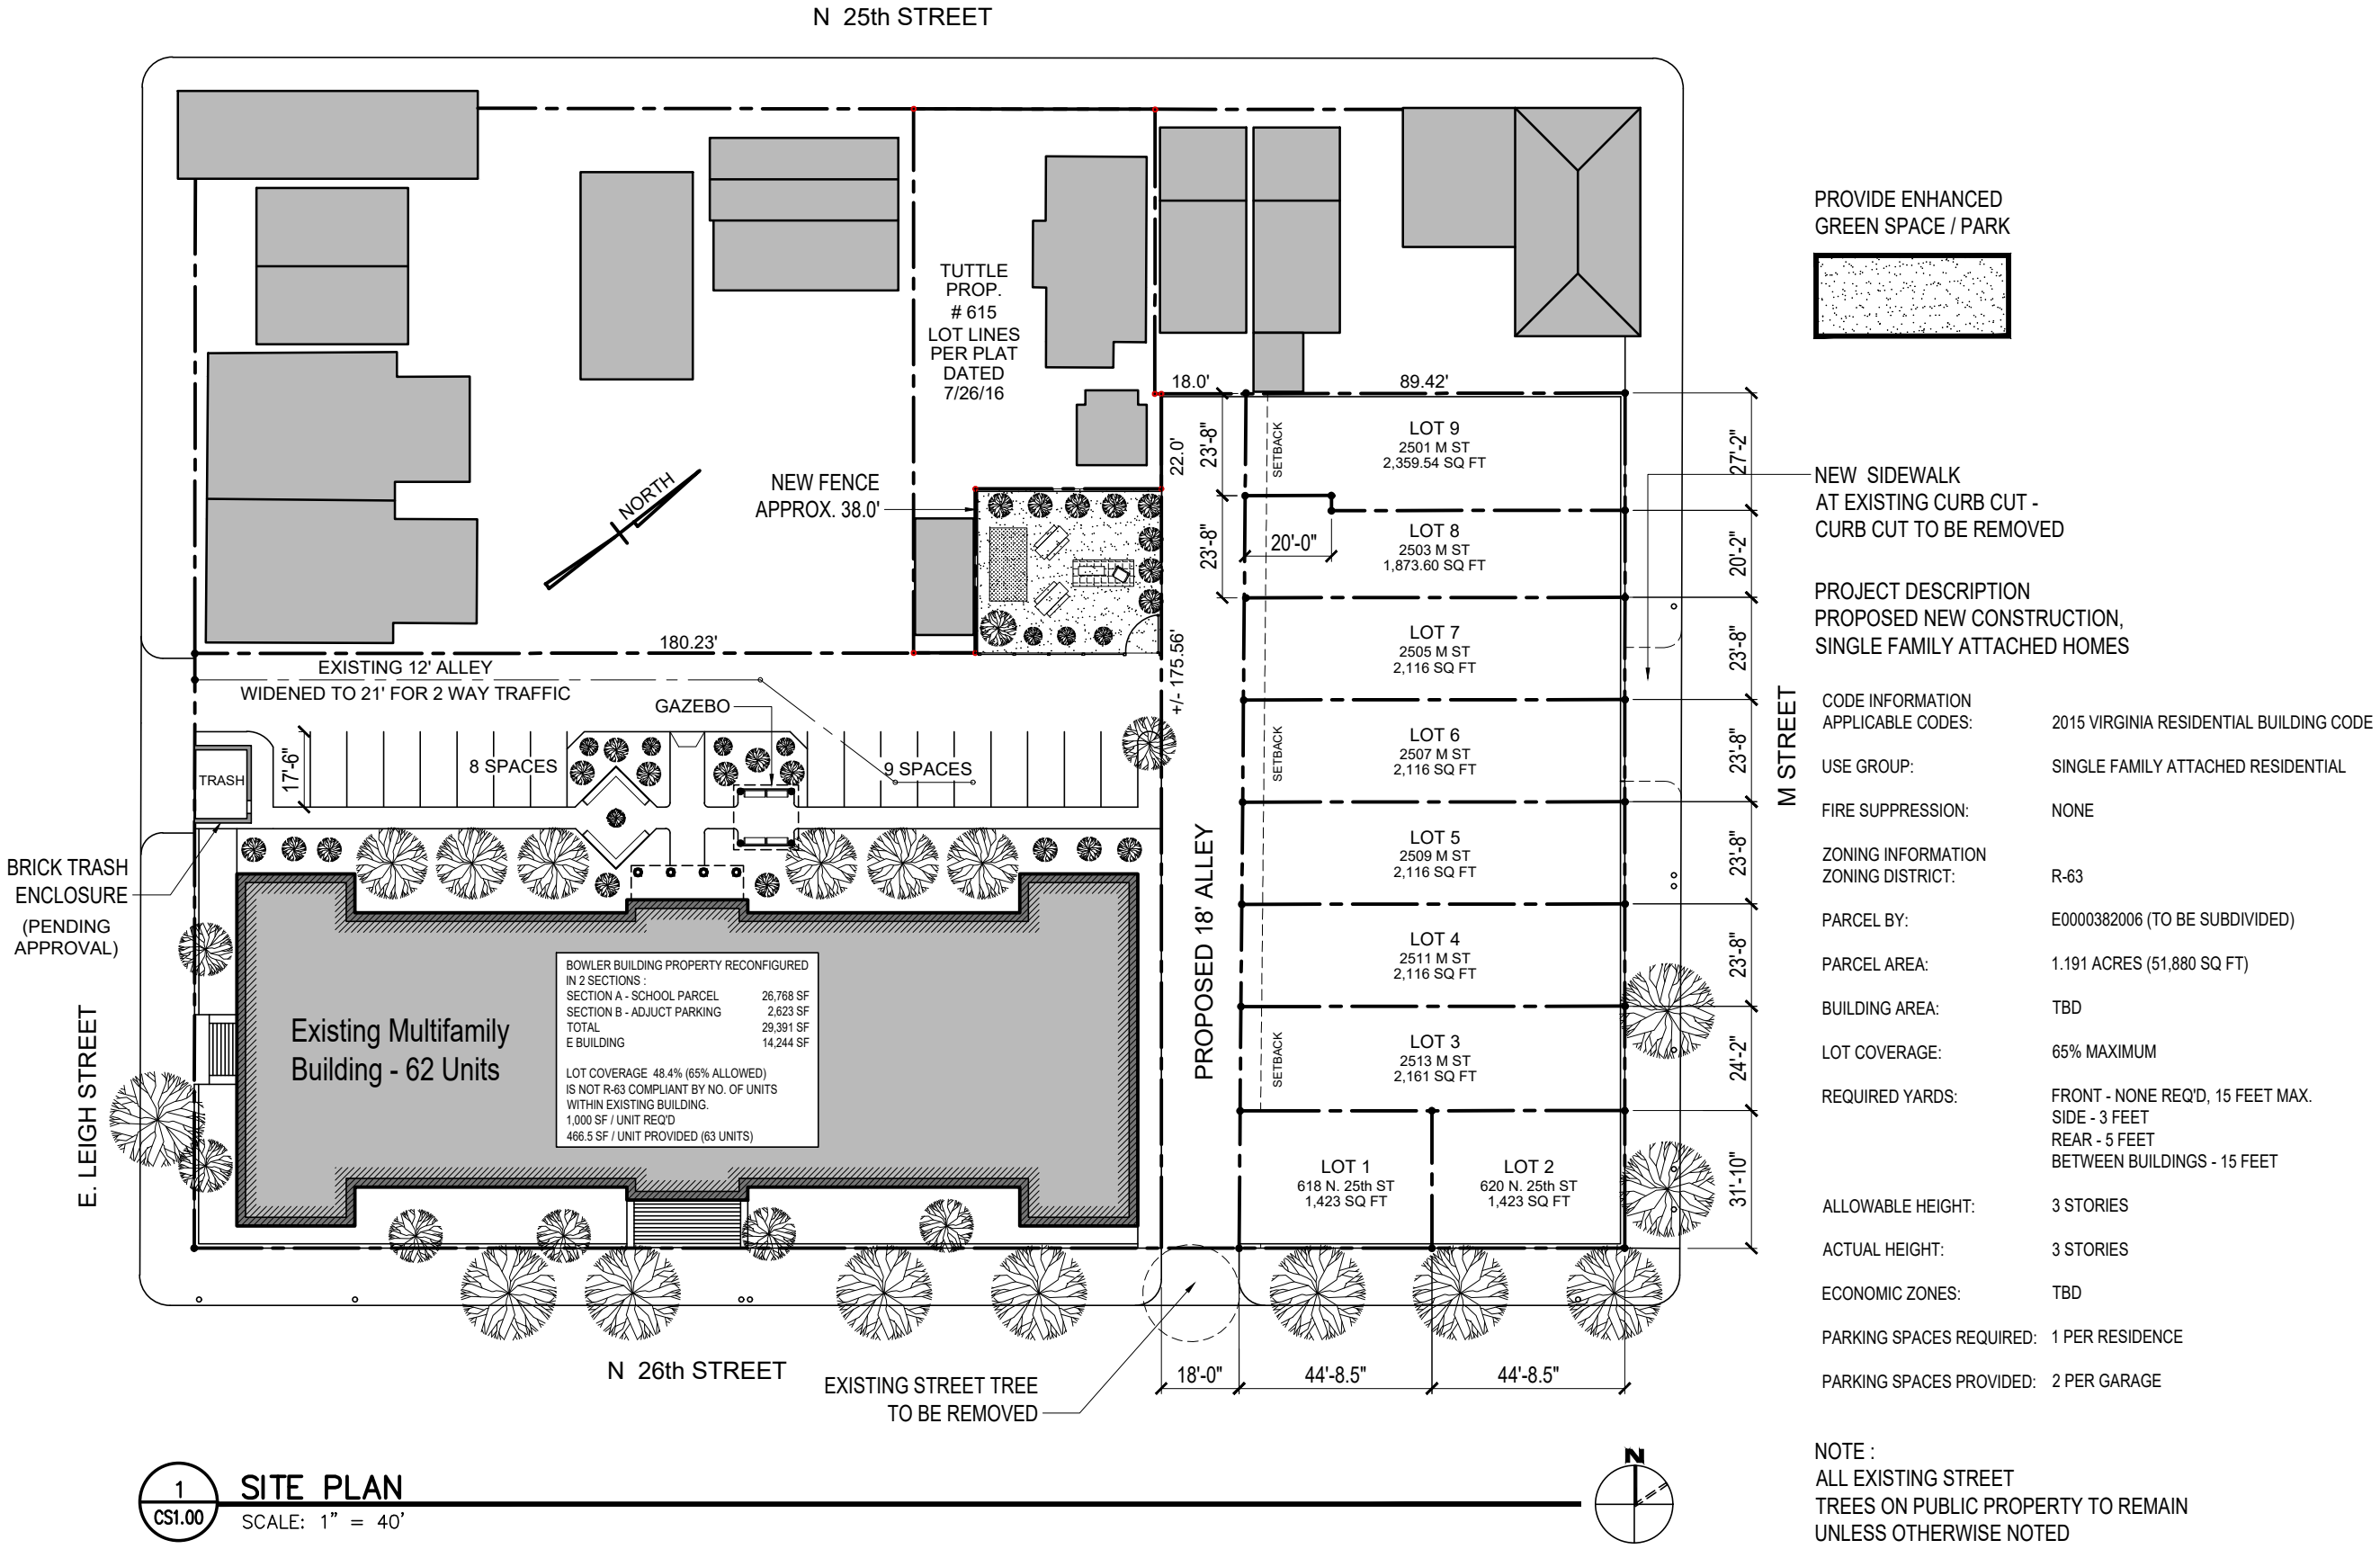 N 25th STREET
PROVIDE ENHANCED
GREEN SPACE / PARK
TUTTLE
PROP.
# 615
LOT LINES
PER PLAT
DATED
7/26/16
18.0'
89.42'
22.0'
23'-8"
23'-8"
20'-0"
SETBACK
LOT 9
2501 M ST
2,359.54 SQ FT
27'-2"
NEW SIDEWALK
AT EXISTING CURB CUT -
CURB CUT TO BE REMOVED
NORTH
NEW FENCE
APPROX. 38.0'
LOT 8
2503 M ST
1,873.60 SQ FT
20'-2"
PROJECT DESCRIPTION
PROPOSED NEW CONSTRUCTION,
SINGLE FAMILY ATTACHED HOMES
180.23'
EXISTING 12' ALLEY
WIDENED TO 21' FOR 2 WAY TRAFFIC
+/- 175.56'
LOT 7
2505 M ST
2,116 SQ FT
23'-8"
GAZEBO
8 SPACES
9 SPACES
17'-6"
TRASH
SETBACK
LOT 6
2507 M ST
2,116 SQ FT
23'-8"
M STREET
LOT 5
2509 M ST
2,116 SQ FT
23'-8"
BRICK TRASH
ENCLOSURE
(PENDING
APPROVAL)
PROPOSED 18' ALLEY
LOT 4
2511 M ST
2,116 SQ FT
23'-8"
SETBACK
LOT 3
2513 M ST
2,161 SQ FT
24'-2"
E. LEIGH STREET
Existing Multifamily
Building - 62 Units
BOWLER BUILDING PROPERTY RECONFIGURED
IN 2 SECTIONS :
SECTION A - SCHOOL PARCEL 26,768 SF
SECTION B - ADJUCT PARKING 2,623 SF
TOTAL 29,391 SF
E BUILDING 14,244 SF
LOT COVERAGE 48.4% (65% ALLOWED)
IS NOT R-63 COMPLIANT BY NO. OF UNITS
WITHIN EXISTING BUILDING.
1,000 SF / UNIT REQ'D
466.5 SF / UNIT PROVIDED (63 UNITS)
LOT 1
618 N. 25th ST
1,423 SQ FT
LOT 2
620 N. 25th ST
1,423 SQ FT
31'-10"
CODE INFORMATION
APPLICABLE CODES: 2015 VIRGINIA RESIDENTIAL BUILDING CODE
USE GROUP: SINGLE FAMILY ATTACHED RESIDENTIAL
FIRE SUPPRESSION: NONE
ZONING INFORMATION
ZONING DISTRICT: R-63
PARCEL BY: E0000382006 (TO BE SUBDIVIDED)
PARCEL AREA: 1.191 ACRES (51,880 SQ FT)
BUILDING AREA: TBD
LOT COVERAGE: 65% MAXIMUM
REQUIRED YARDS: FRONT - NONE REQ'D, 15 FEET MAX.
SIDE - 3 FEET
REAR - 5 FEET
BETWEEN BUILDINGS - 15 FEET
ALLOWABLE HEIGHT: 3 STORIES
ACTUAL HEIGHT: 3 STORIES
ECONOMIC ZONES: TBD
PARKING SPACES REQUIRED: 1 PER RESIDENCE
PARKING SPACES PROVIDED: 2 PER GARAGE
N 26th STREET
EXISTING STREET TREE
TO BE REMOVED
18'-0"
44'-8.5"
44'-8.5"
1
CS1.00
SITE PLAN
SCALE: 1" = 40'
N
NOTE :
ALL EXISTING STREET
TREES ON PUBLIC PROPERTY TO REMAIN
UNLESS OTHERWISE NOTED